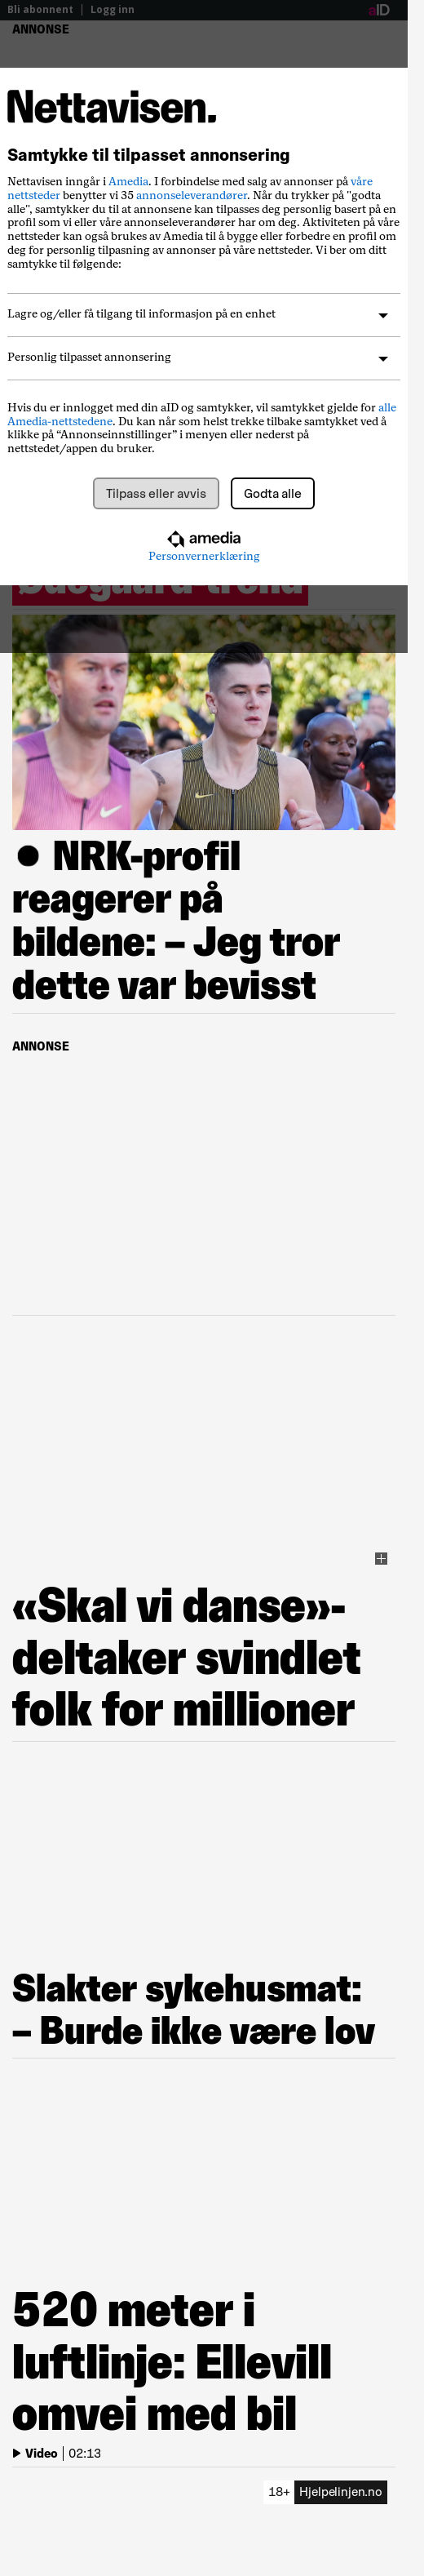 Bli abonnent | Logg inn
aID
ANNONSE
Nettavisen.
Samtykke til tilpasset annonsering
Nettavisen inngår i Amedia. I forbindelse med salg av annonser på våre
nettsteder benytter vi 35 annonseleverandører. Når du trykker på "godta
alle", samtykker du til at annonsene kan tilpasses deg personlig basert på en
profil som vi eller våre annonseleverandører har om deg. Aktiviteten på våre
nettsteder kan også brukes av Amedia til å bygge eller forbedre en profil om
deg for personlig tilpasning av annonser på våre nettsteder. Vi ber om ditt
samtykke til følgende:
Lagre og/eller få tilgang til informasjon på en enhet
Personlig tilpasset annonsering
Hvis du er innlogget med din aID og samtykker, vil samtykket gjelde for alle
Amedia-nettstedene. Du kan når som helst trekke tilbake samtykket ved å
klikke på “Annonseinnstillinger” i menyen eller nederst på
nettstedet/appen du bruker.
Tilpass eller avvis
Godta alle
amedia
Personvernerklæring
Ødegaard-trend
● NRK-profil
reagerer på
bildene: – Jeg tror
dette var bevisst
ANNONSE
«Skal vi danse»-
deltaker svindlet
folk for millioner
Slakter sykehusmat:
– Burde ikke være lov
520 meter i
luftlinje: Ellevill
omvei med bil
Video | 02:13
18+ Hjelpelinjen.no